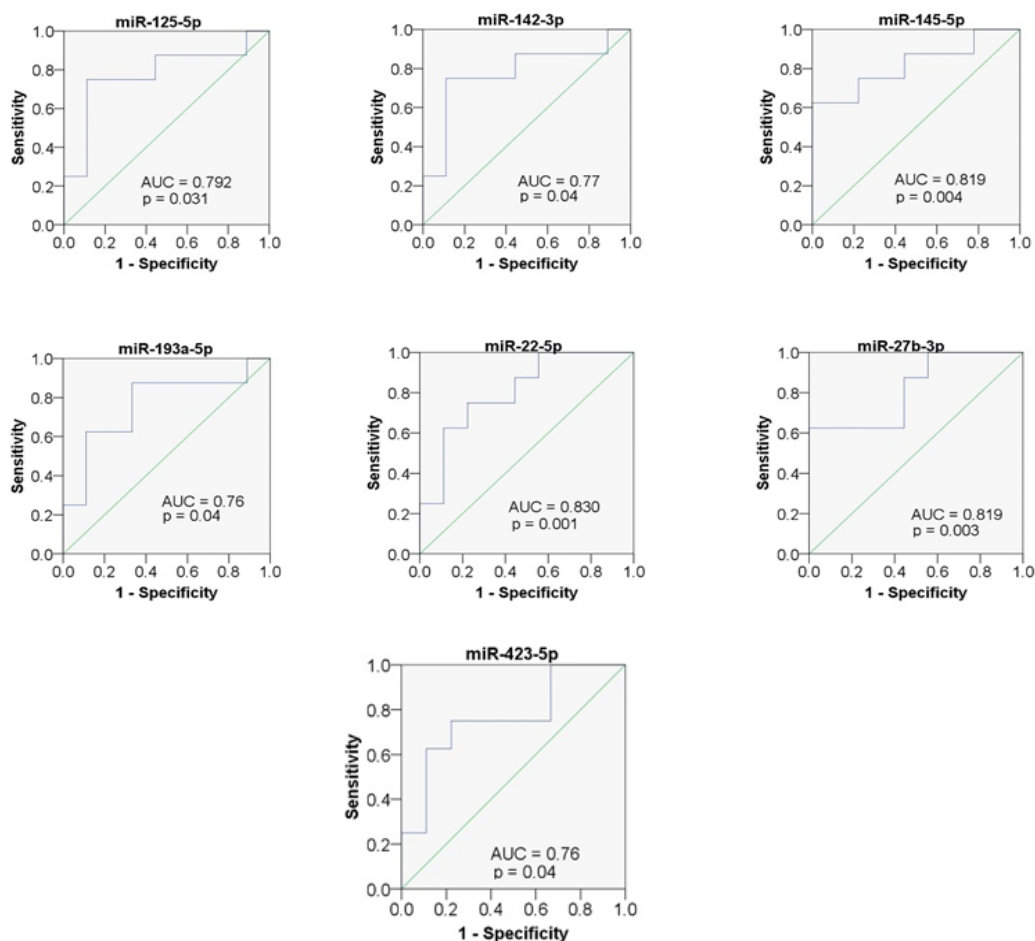 miR-125-5p
Sensitivity
1.0
0.8
0.6
0.4
0.2
0.0
AUC = 0.792
p = 0.031
0.0 0.2 0.4 0.6 0.8 1.0
1 - Specificity
miR-142-3p
Sensitivity
1.0
0.8
0.6
0.4
0.2
0.0
AUC = 0.77
p = 0.04
0.0 0.2 0.4 0.6 0.8 1.0
1 - Specificity
miR-145-5p
Sensitivity
1.0
0.8
0.6
0.4
0.2
0.0
AUC = 0.819
p = 0.004
0.0 0.2 0.4 0.6 0.8 1.0
1 - Specificity
miR-193a-5p
Sensitivity
1.0
0.8
0.6
0.4
0.2
0.0
AUC = 0.76
p = 0.04
0.0 0.2 0.4 0.6 0.8 1.0
1 - Specificity
miR-22-5p
Sensitivity
1.0
0.8
0.6
0.4
0.2
0.0
AUC = 0.830
p = 0.001
0.0 0.2 0.4 0.6 0.8 1.0
1 - Specificity
miR-27b-3p
Sensitivity
1.0
0.8
0.6
0.4
0.2
0.0
AUC = 0.819
p = 0.003
0.0 0.2 0.4 0.6 0.8 1.0
1 - Specificity
miR-423-5p
Sensitivity
1.0
0.8
0.6
0.4
0.2
0.0
AUC = 0.76
p = 0.04
0.0 0.2 0.4 0.6 0.8 1.0
1 - Specificity